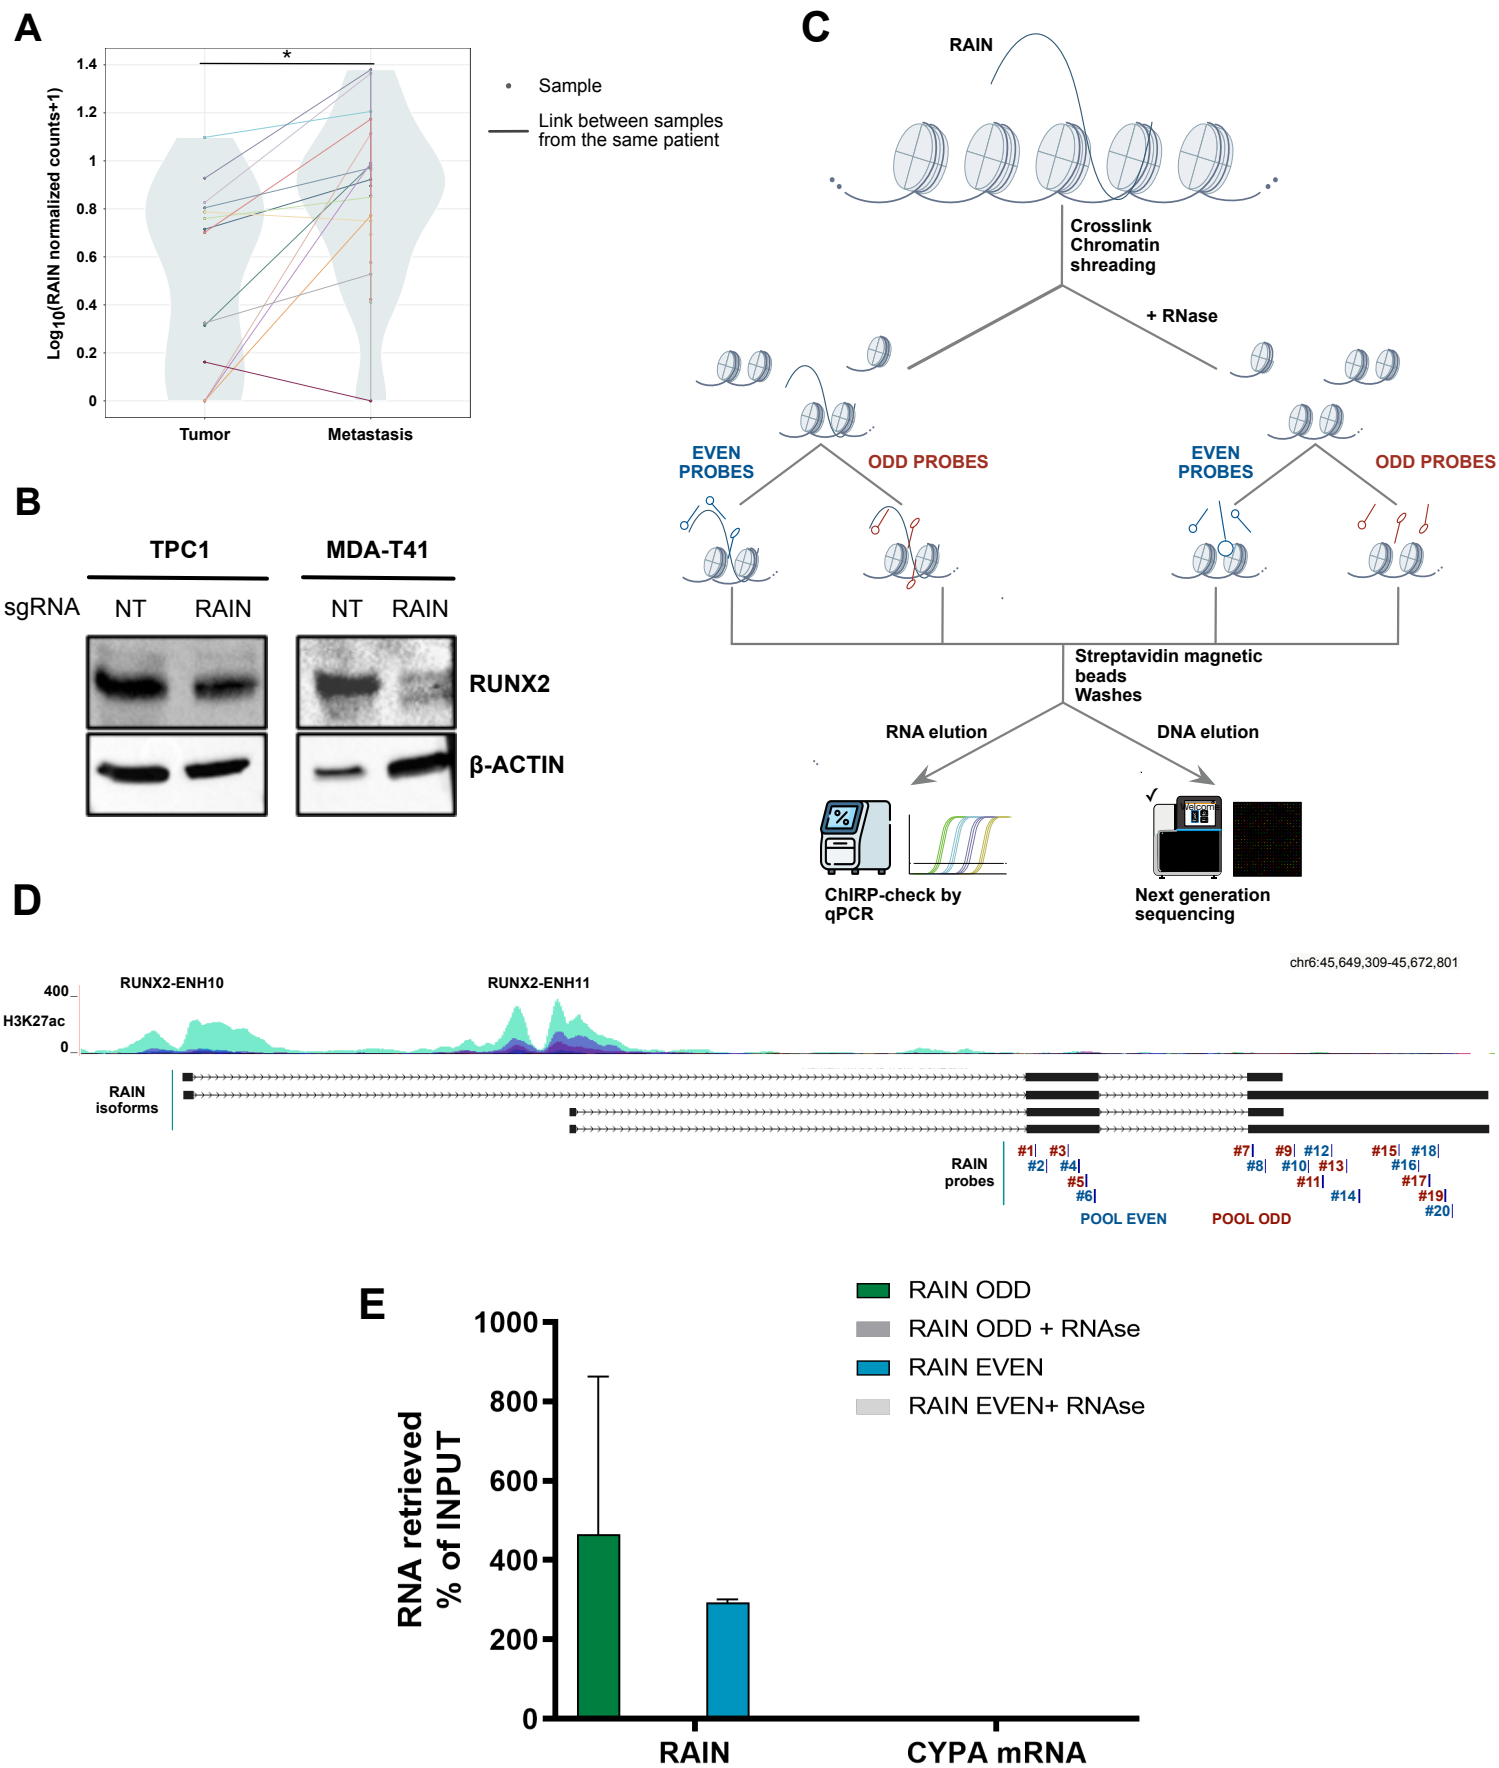 A
Log10(RAIN normalized counts+1)
1.4
1.2
1
0.8
0.6
0.4
0.2
0
*
Tumor
Metastasis
Sample
Link between samples
from the same patient
B
TPC1
MDA-T41
sgRNA
NT
RAIN
NT
RAIN
RUNX2
β-ACTIN
C
RAIN
Crosslink
Chromatin
shreading
+ RNase
EVEN
PROBES
ODD PROBES
EVEN
PROBES
ODD PROBES
Streptavidin magnetic
beads
Washes
RNA elution
DNA elution
%
Welcome
ChIRP-check by
qPCR
Next generation
sequencing
D
chr6:45,649,309-45,672,801
RUNX2-ENH10
RUNX2-ENH11
400
H3K27ac
0
RAIN
isoforms
RAIN
probes
#1 #3 #7 #9 #12 #15 #18
#2 #4 #8 #10 #13 #16
#5 #11 #17
#6 #14 #19
#20
POOL EVEN
POOL ODD
E
RAIN ODD
RAIN ODD + RNAse
RAIN EVEN
RAIN EVEN+ RNAse
RNA retrieved
% of INPUT
1000
800
600
400
200
0
RAIN
CYPA mRNA